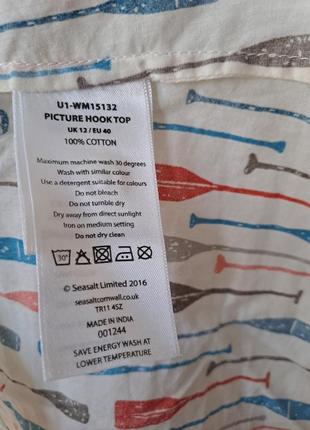 U1-WM15132
PICTURE HOOK TOP
UK 12 / EU 40
100% COTTON
Maximum machine wash 30 degrees
Wash with similar colour
Use a detergent suitable for colours
Do not bleach
Do not tumble dry
Dry away from direct sunlight
Iron on medium setting
Do not dry clean
30°
© Seasalt Limited 2016
seasaltcornwall.co.uk
TR11 4SZ
MADE IN INDIA
001244
SAVE ENERGY WASH AT
LOWER TEMPERATURE